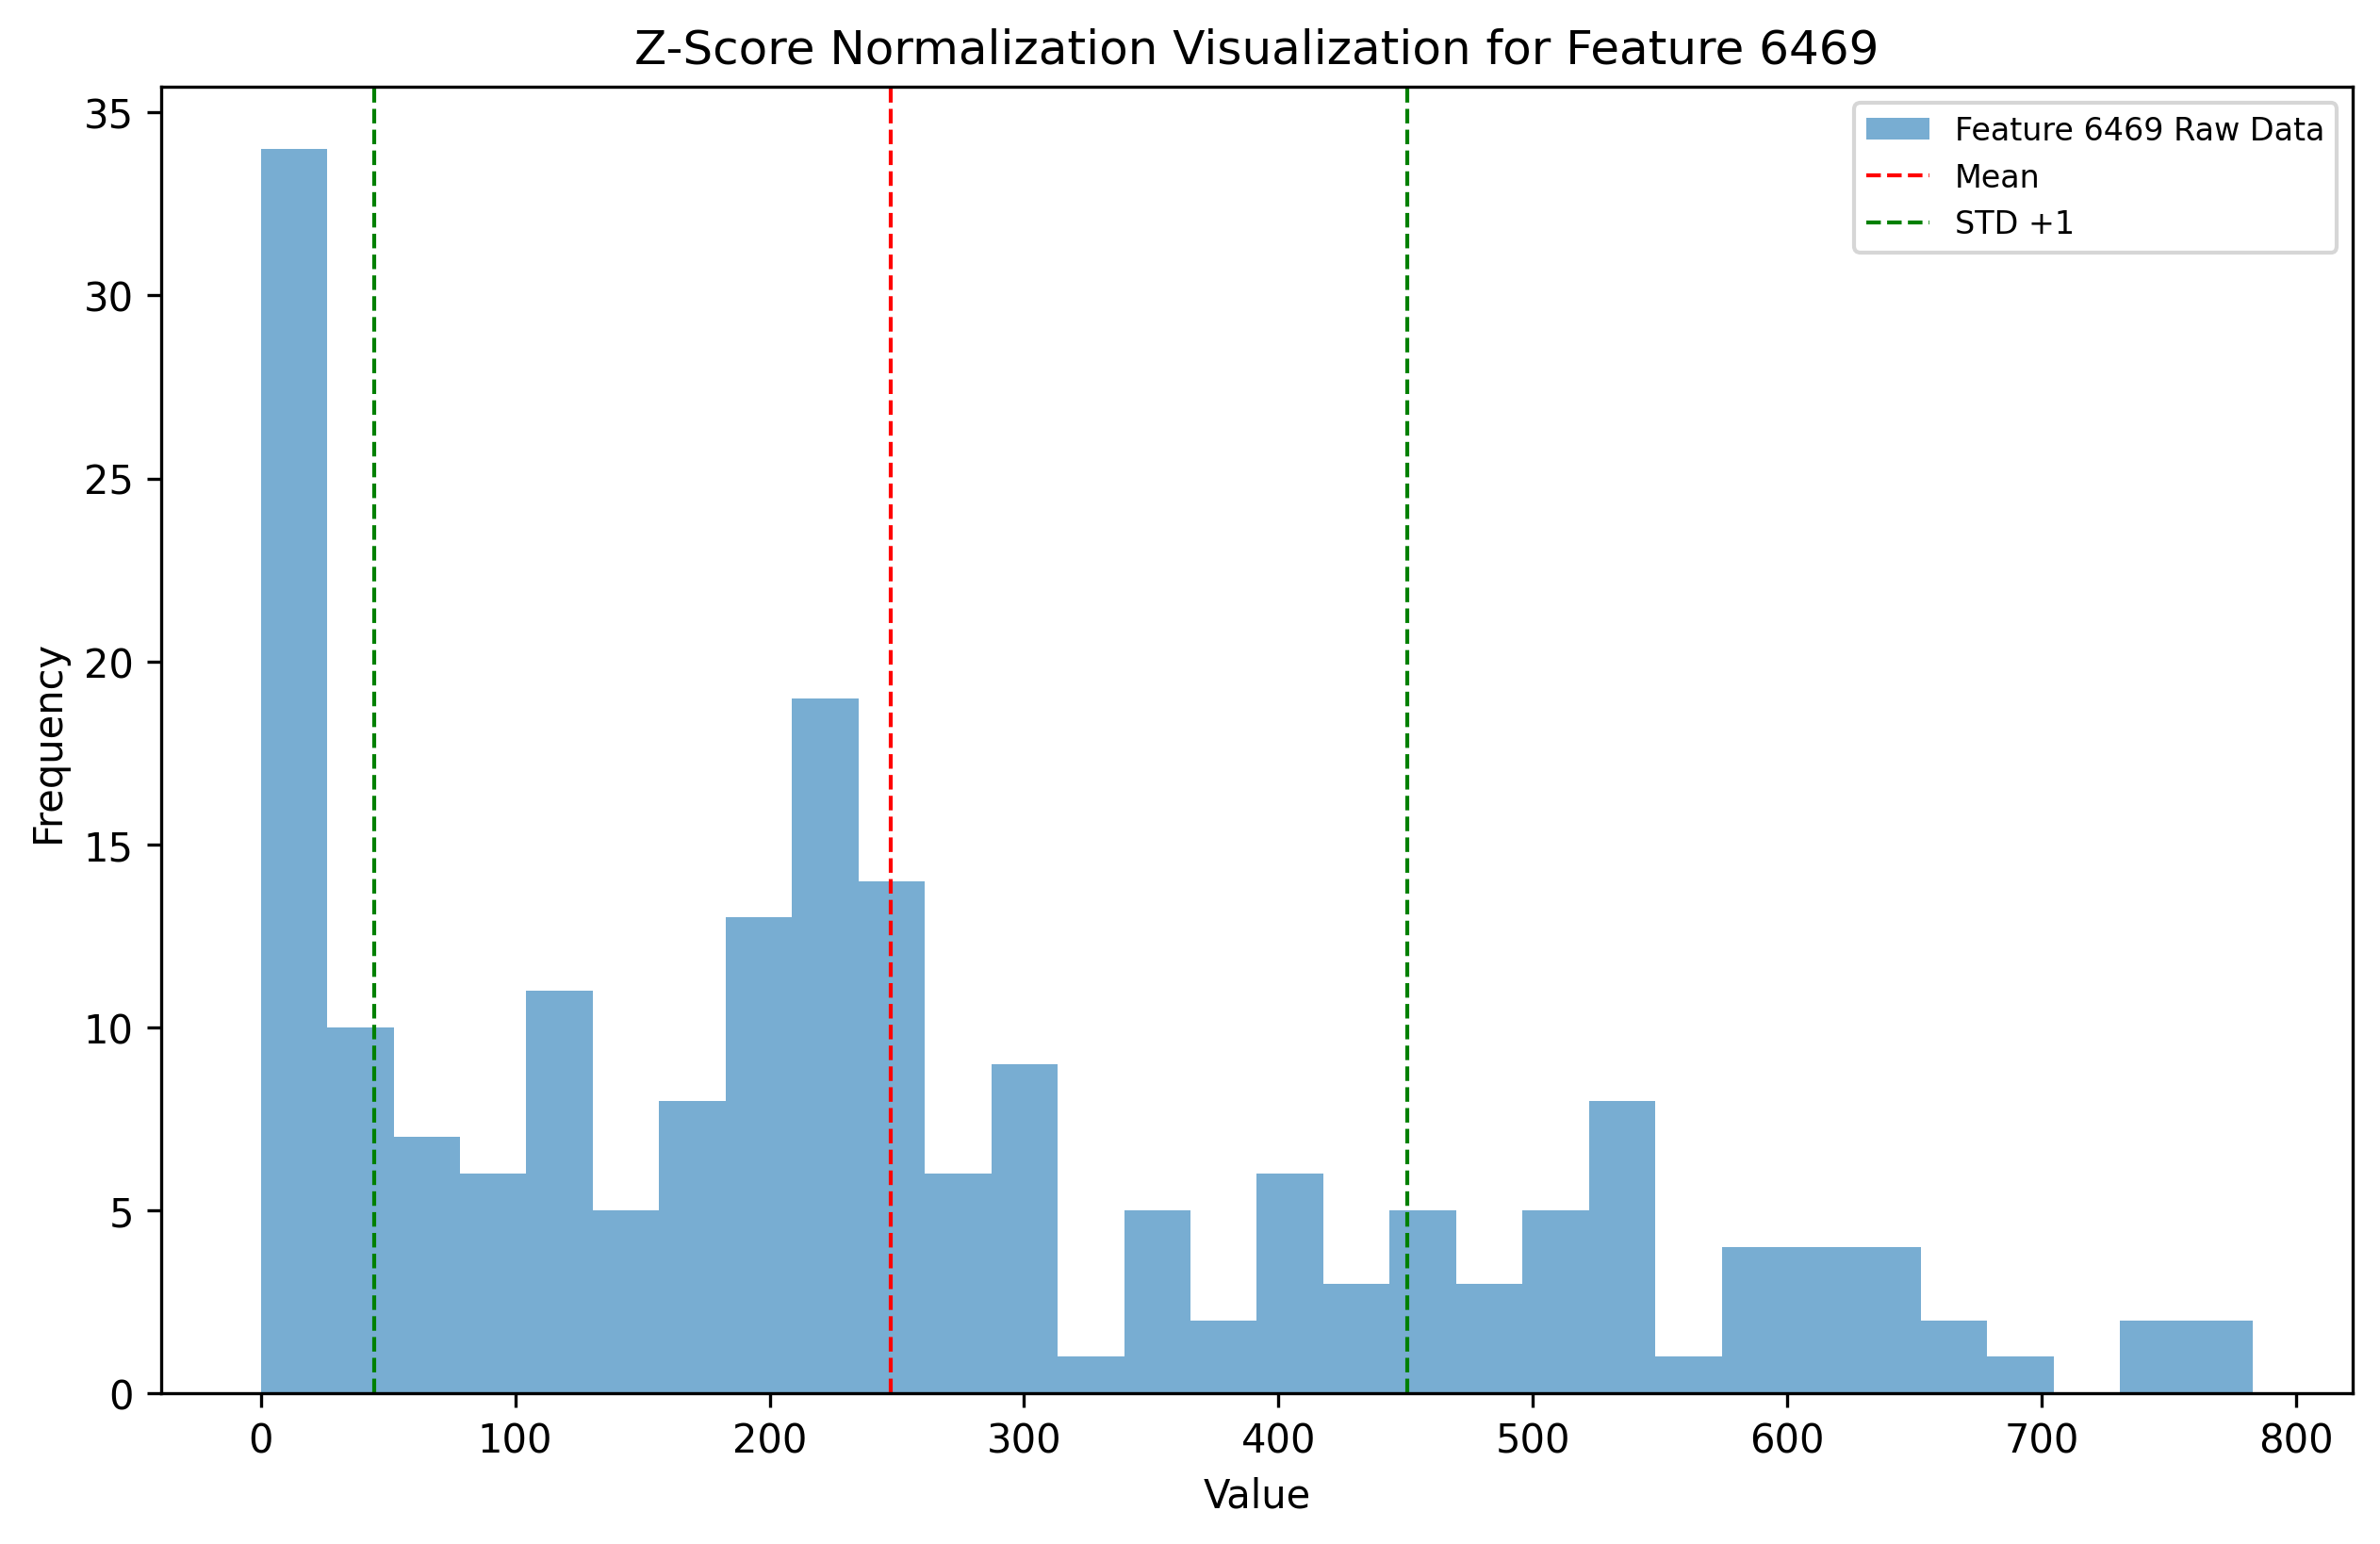 Z-Score Normalization Visualization for Feature 6469
Feature 6469 Raw Data
Mean
STD +1
Frequency
35
30
25
20
15
10
5
0
0 100 200 300 400 500 600 700 800
Value